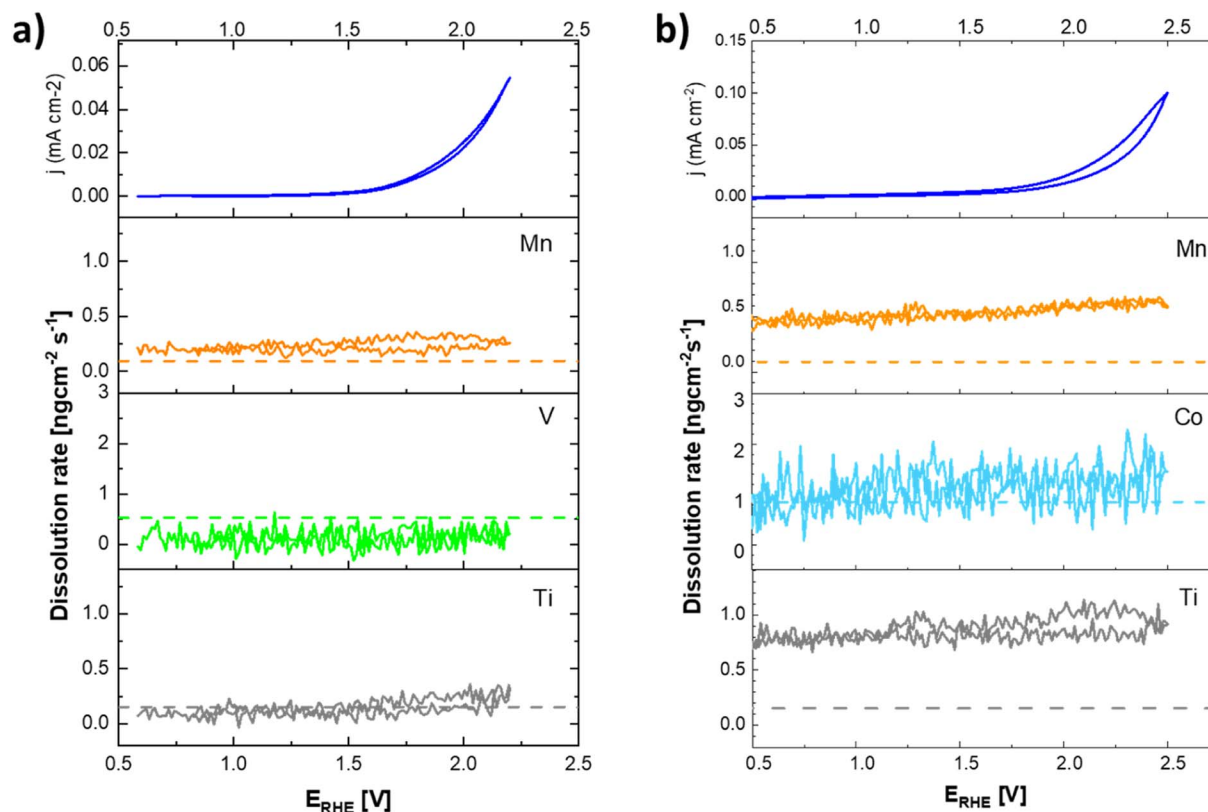 a)
0.5 1.0 1.5 2.0 2.5
0.06
0.04
0.02
0.00
j (mA cm-2)
Mn
1.0
0.5
0.0
V
3
2
1
0
Ti
1.0
0.5
0.0
Dissolution rate [ngcm⁻² s⁻¹]
0.5 1.0 1.5 2.0 2.5
E_RHE [V]
b)
0.5 1.0 1.5 2.0 2.5
0.15
0.10
0.05
0.00
j (mA cm⁻²)
Mn
1.0
0.5
0.0
Co
3
2
1
0
Ti
1.0
0.5
0.0
Dissolution rate [ngcm⁻²s⁻¹]
0.5 1.0 1.5 2.0 2.5
E_RHE [V]